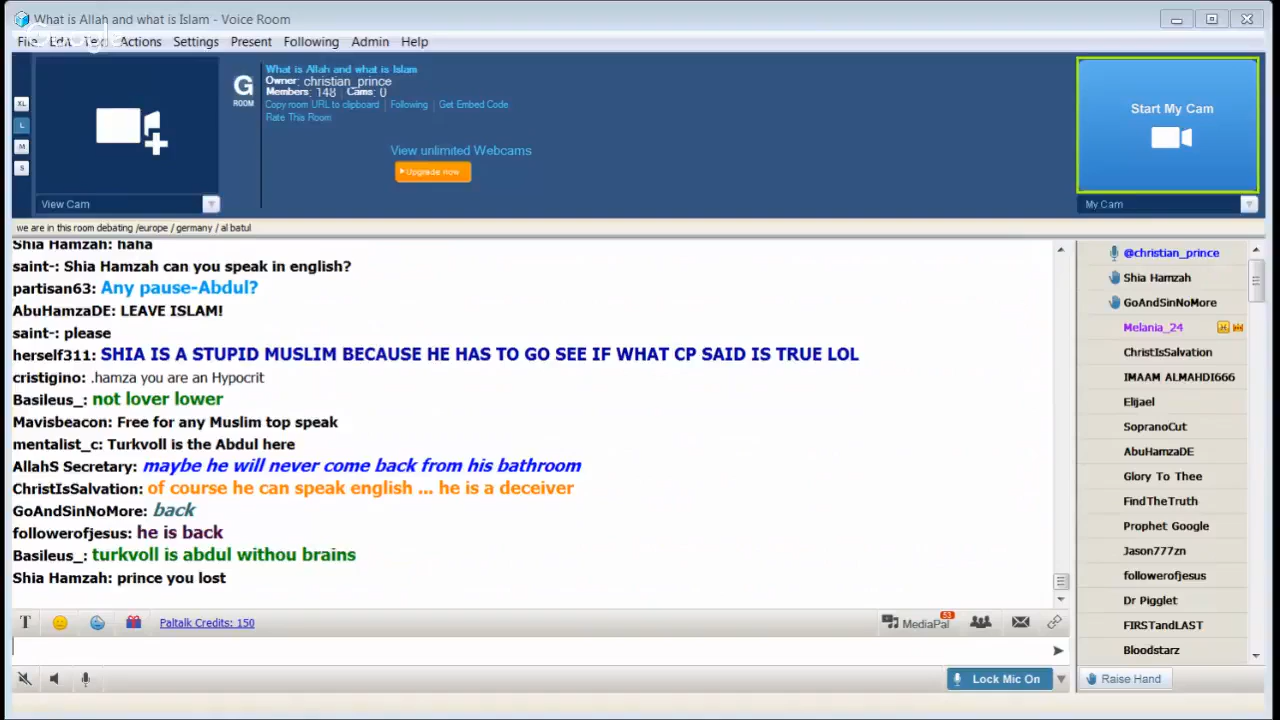 What is Allah and what is Islam - Voice Room
Google
File Edit Text Actions Settings Present Following Admin Help
XL
L
M
S
View Cam
G
ROOM
What is Allah and what is Islam
Owner: christian_prince
Members: 148 Cams: 0
Copy room URL to clipboard | Following | Get Embed Code
Rate This Room
View unlimited Webcams
Upgrade now
Start My Cam
My Cam
we are in this room debating /europe / germany / al batul
Shia Hamzah: haha
saint-: Shia Hamzah can you speak in english?
partisan63: Any pause-Abdul?
AbuHamzaDE: LEAVE ISLAM!
saint-: please
herself311: SHIA IS A STUPID MUSLIM BECAUSE HE HAS TO GO SEE IF WHAT CP SAID IS TRUE LOL
cristigino: .hamza you are an Hypocrit
Basileus_: not lover lower
Mavisbeacon: Free for any Muslim top speak
mentalist_c: Turkvoll is the Abdul here
AllahS Secretary: maybe he will never come back from his bathroom
ChristIsSalvation: of course he can speak english ... he is a deceiver
GoAndSinNoMore: back
followerofjesus: he is back
Basileus_: turkvoll is abdul withou brains
Shia Hamzah: prince you lost
@christian_prince
Shia Hamzah
GoAndSinNoMore
Melania_24
ChristIsSalvation
IMAAM ALMAHDI666
Elijael
SopranoCut
AbuHamzaDE
Glory To Thee
FindTheTruth
Prophet Google
Jason777zn
followerofjesus
Dr Pigglet
FIRSTandLAST
Bloodstarz
T
Paltalk Credits: 150
MediaPal
53
Lock Mic On
Raise Hand